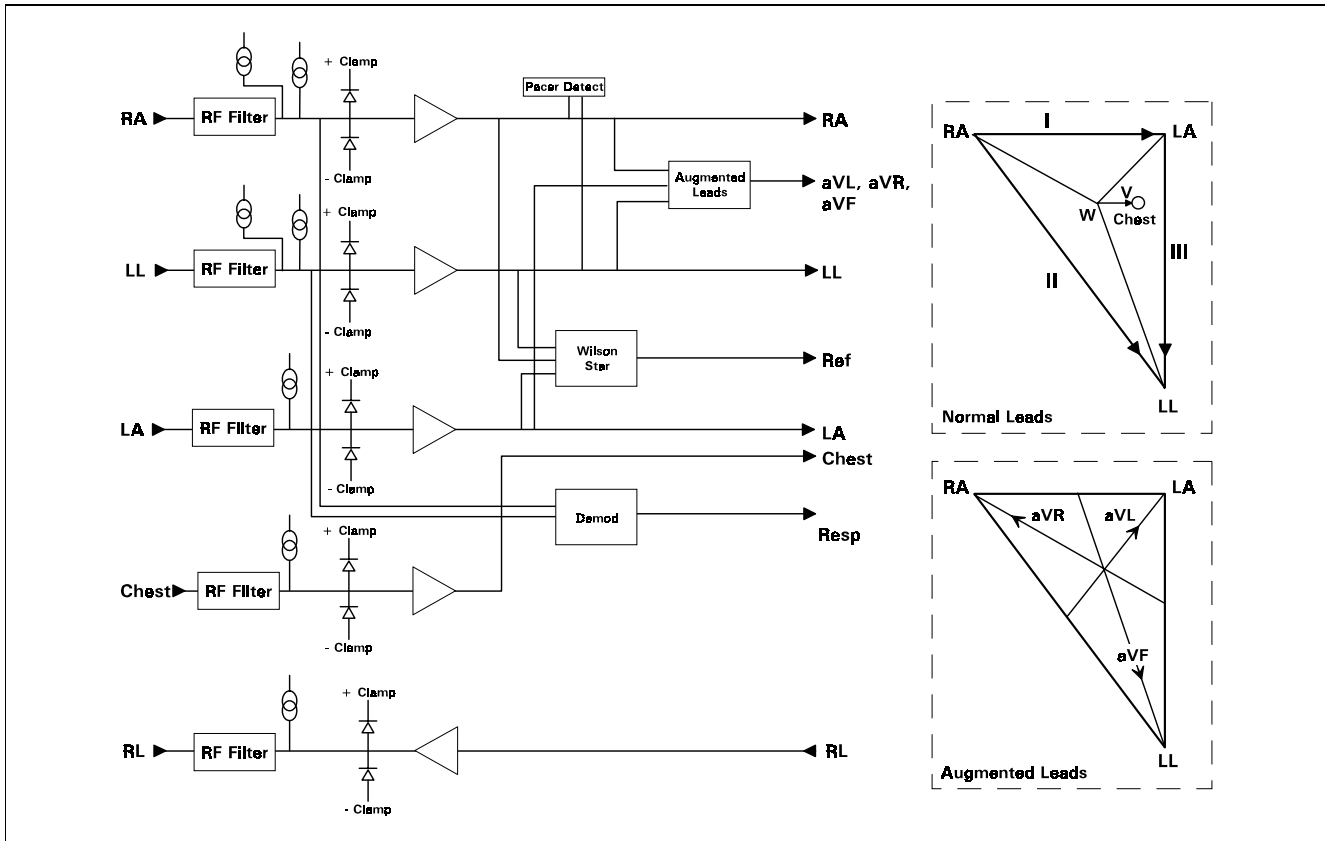 + Clamp
Pacer Detect
RA
RF Filter
RA
- Clamp
Augmented
Leads
aVL, aVR,
aVF
+ Clamp
LL
RF Filter
LL
- Clamp
Wilson
Star
Ref
+ Clamp
LA
RF Filter
LA
- Clamp
Chest
Demod
Resp
+ Clamp
Chest
RF Filter
- Clamp
+ Clamp
RL
RF Filter
RL
- Clamp
RA
I
LA
V
W
Chest
II
III
LL
Normal Leads
RA
LA
aVR
aVL
aVF
LL
Augmented Leads